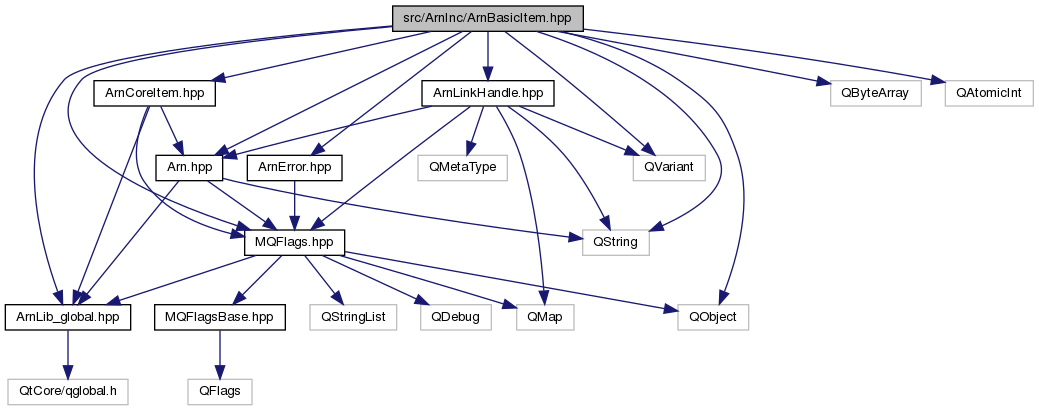 src/ArnInc/ArnBasicItem.hpp
ArnCoreItem.hpp
ArnLinkHandle.hpp
QByteArray
QAtomicInt
Arn.hpp
ArnError.hpp
QMetaType
QVariant
MQFlags.hpp
QString
ArnLib_global.hpp
MQFlagsBase.hpp
QStringList
QDebug
QMap
QObject
QtCore/qglobal.h
QFlags